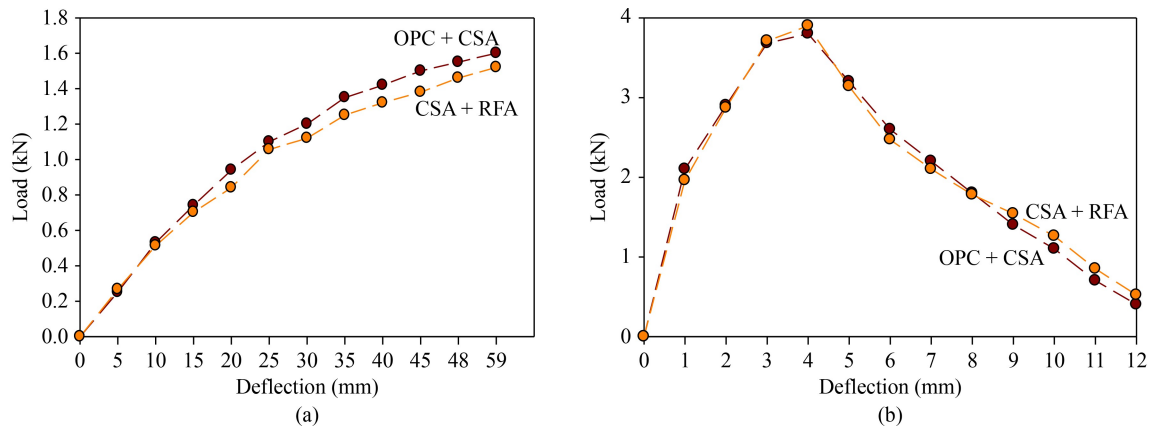 1.8
1.6
1.4
1.2
1.0
0.8
0.6
0.4
0.2
0.0
Load (kN)
OPC + CSA
CSA + RFA
0 5 10 15 20 25 30 35 40 45 48 59
Deflection (mm)
(a)
4
3
2
1
0
Load (kN)
CSA + RFA
OPC + CSA
0 1 2 3 4 5 6 7 8 9 10 11 12
Deflection (mm)
(b)